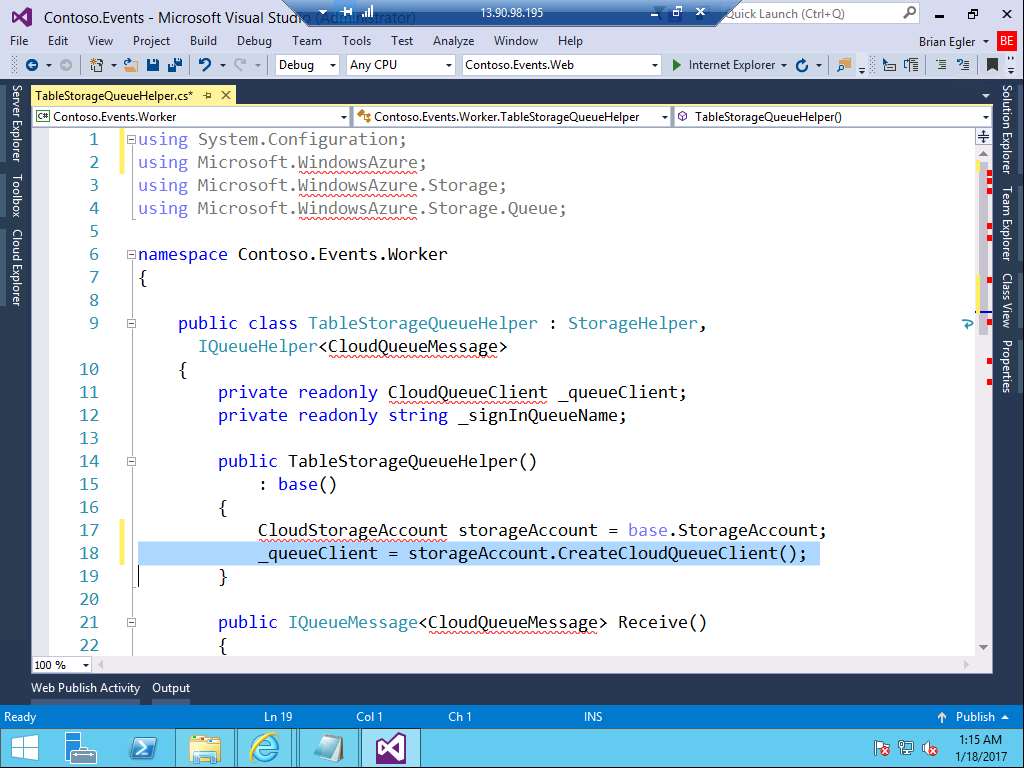 Contoso.Events - Microsoft Visual Studio (Administrator)
13.90.98.195
Quick Launch (Ctrl+Q)
File Edit View Project Build Debug Team Tools Test Analyze Window Help
Brian Egler BE
Debug Any CPU Contoso.Events.Web Internet Explorer
TableStorageQueueHelper.cs*
C# Contoso.Events.Worker Contoso.Events.Worker.TableStorageQueueHelper TableStorageQueueHelper()
Server Explorer
Toolbox
Cloud Explorer
1 using System.Configuration;
2 using Microsoft.WindowsAzure;
3 using Microsoft.WindowsAzure.Storage;
4 using Microsoft.WindowsAzure.Storage.Queue;
5
6 namespace Contoso.Events.Worker
7 {
8
9 public class TableStorageQueueHelper : StorageHelper,
IQueueHelper<CloudQueueMessage>
10 {
11 private readonly CloudQueueClient _queueClient;
12 private readonly string _signInQueueName;
13
14 public TableStorageQueueHelper()
15 : base()
16 {
17 CloudStorageAccount storageAccount = base.StorageAccount;
18 _queueClient = storageAccount.CreateCloudQueueClient();
19 }
20
21 public IQueueMessage<CloudQueueMessage> Receive()
22 {
Solution Explorer
Team Explorer
Class View
Properties
100 %
Web Publish Activity Output
Ready Ln 19 Col 1 Ch 1 INS Publish
1:15 AM
1/18/2017